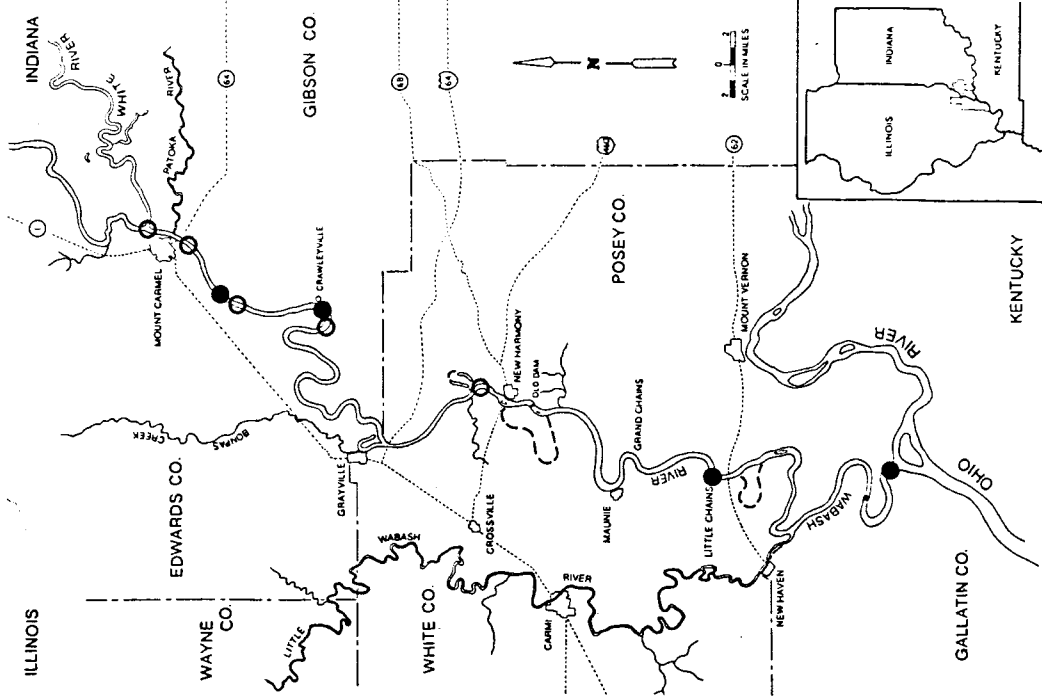 ILLINOIS
INDIANA
WHITE
RIVER
PATOKA RIVER
1
64
MOUNT CARMEL
GIBSON CO.
CRAWLEYVILLE
68
64
EDWARDS CO.
BONPAS
CREEK
WAYNE
CO.
GRAYVILLE
LITTLE
WABASH
RIVER
WHITE CO.
CROSSVILLE
CARMI
NEW HARMONY
OLD DAM
POSEY CO.
MAUNIE
GRAND CHAINS
RIVER
LITTLE CHAINS
62
MOUNT VERNON
NEW HAVEN
WABASH
RIVER
OHIO
GALLATIN CO.
KENTUCKY
N
2 0 2
SCALE IN MILES
ILLINOIS
INDIANA
KENTUCKY